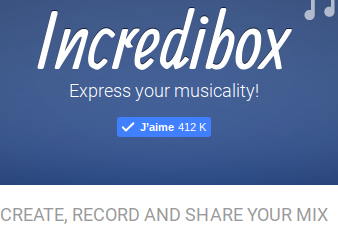 Incredibox
Express your musicality!
J'aime 412 K
CREATE, RECORD AND SHARE YOUR MIX